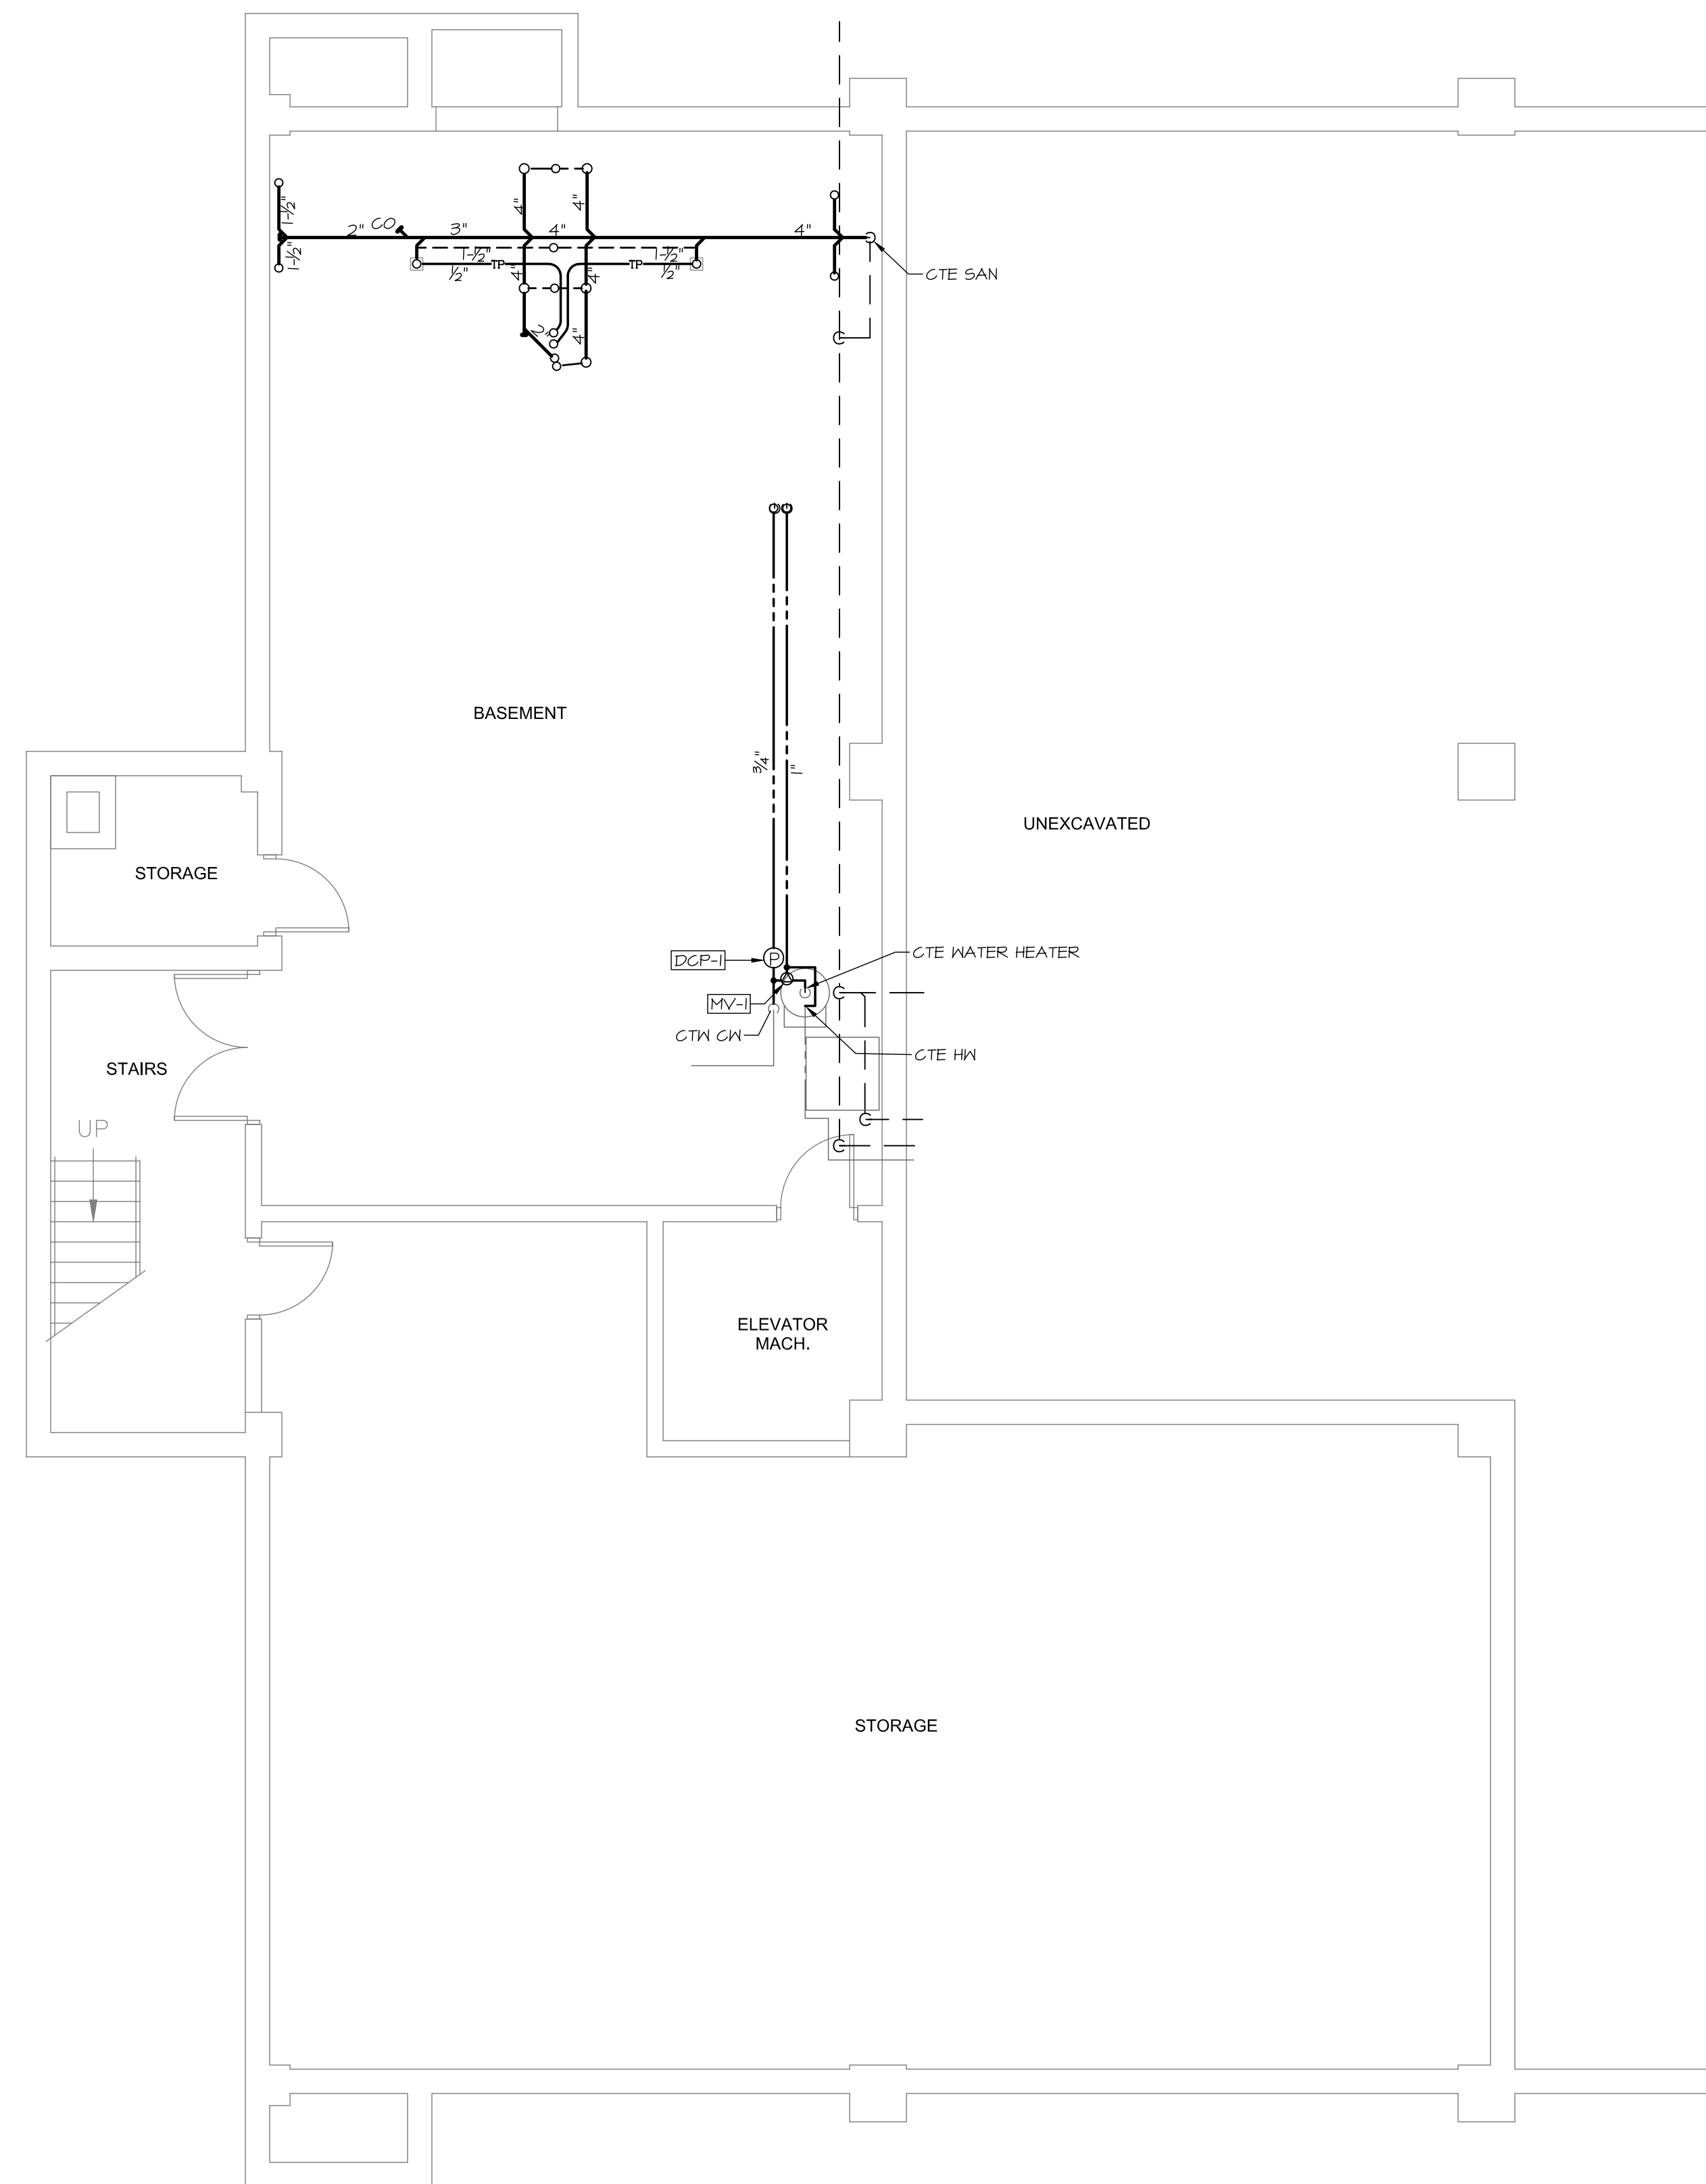 1-1/2"
4"
4"
2"
CO
3"
4"
4"
1-1/2"
1-1/2"
1-1/2"
1/2"
TP
4"
4"
TP
1/2"
CTE SAN
2"
4"
BASEMENT
3/4"
1"
UNEXCAVATED
STORAGE
DCP-1
P
CTE WATER HEATER
MV-1
CTW CW
CTE HW
STAIRS
UP
ELEVATOR
MACH.
STORAGE